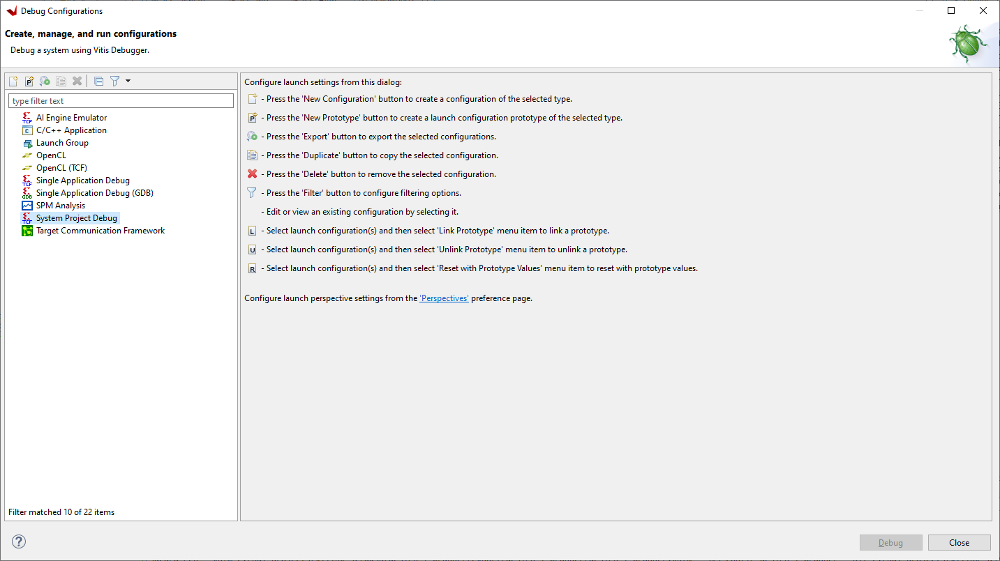 Debug Configurations
Create, manage, and run configurations
Debug a system using Vitis Debugger.
type filter text
AI Engine Emulator
C/C++ Application
Launch Group
OpenCL
OpenCL (TCF)
Single Application Debug
Single Application Debug (GDB)
SPM Analysis
System Project Debug
Target Communication Framework
Filter matched 10 of 22 items
Configure launch settings from this dialog:
- Press the 'New Configuration' button to create a configuration of the selected type.
- Press the 'New Prototype' button to create a launch configuration prototype of the selected type.
- Press the 'Export' button to export the selected configurations.
- Press the 'Duplicate' button to copy the selected configuration.
- Press the 'Delete' button to remove the selected configuration.
- Press the 'Filter' button to configure filtering options.
- Edit or view an existing configuration by selecting it.
L - Select launch configuration(s) and then select 'Link Prototype' menu item to link a prototype.
U - Select launch configuration(s) and then select 'Unlink Prototype' menu item to unlink a prototype.
R - Select launch configuration(s) and then select 'Reset with Prototype Values' menu item to reset with prototype values.
Configure launch perspective settings from the 'Perspectives' preference page.
Debug
Close